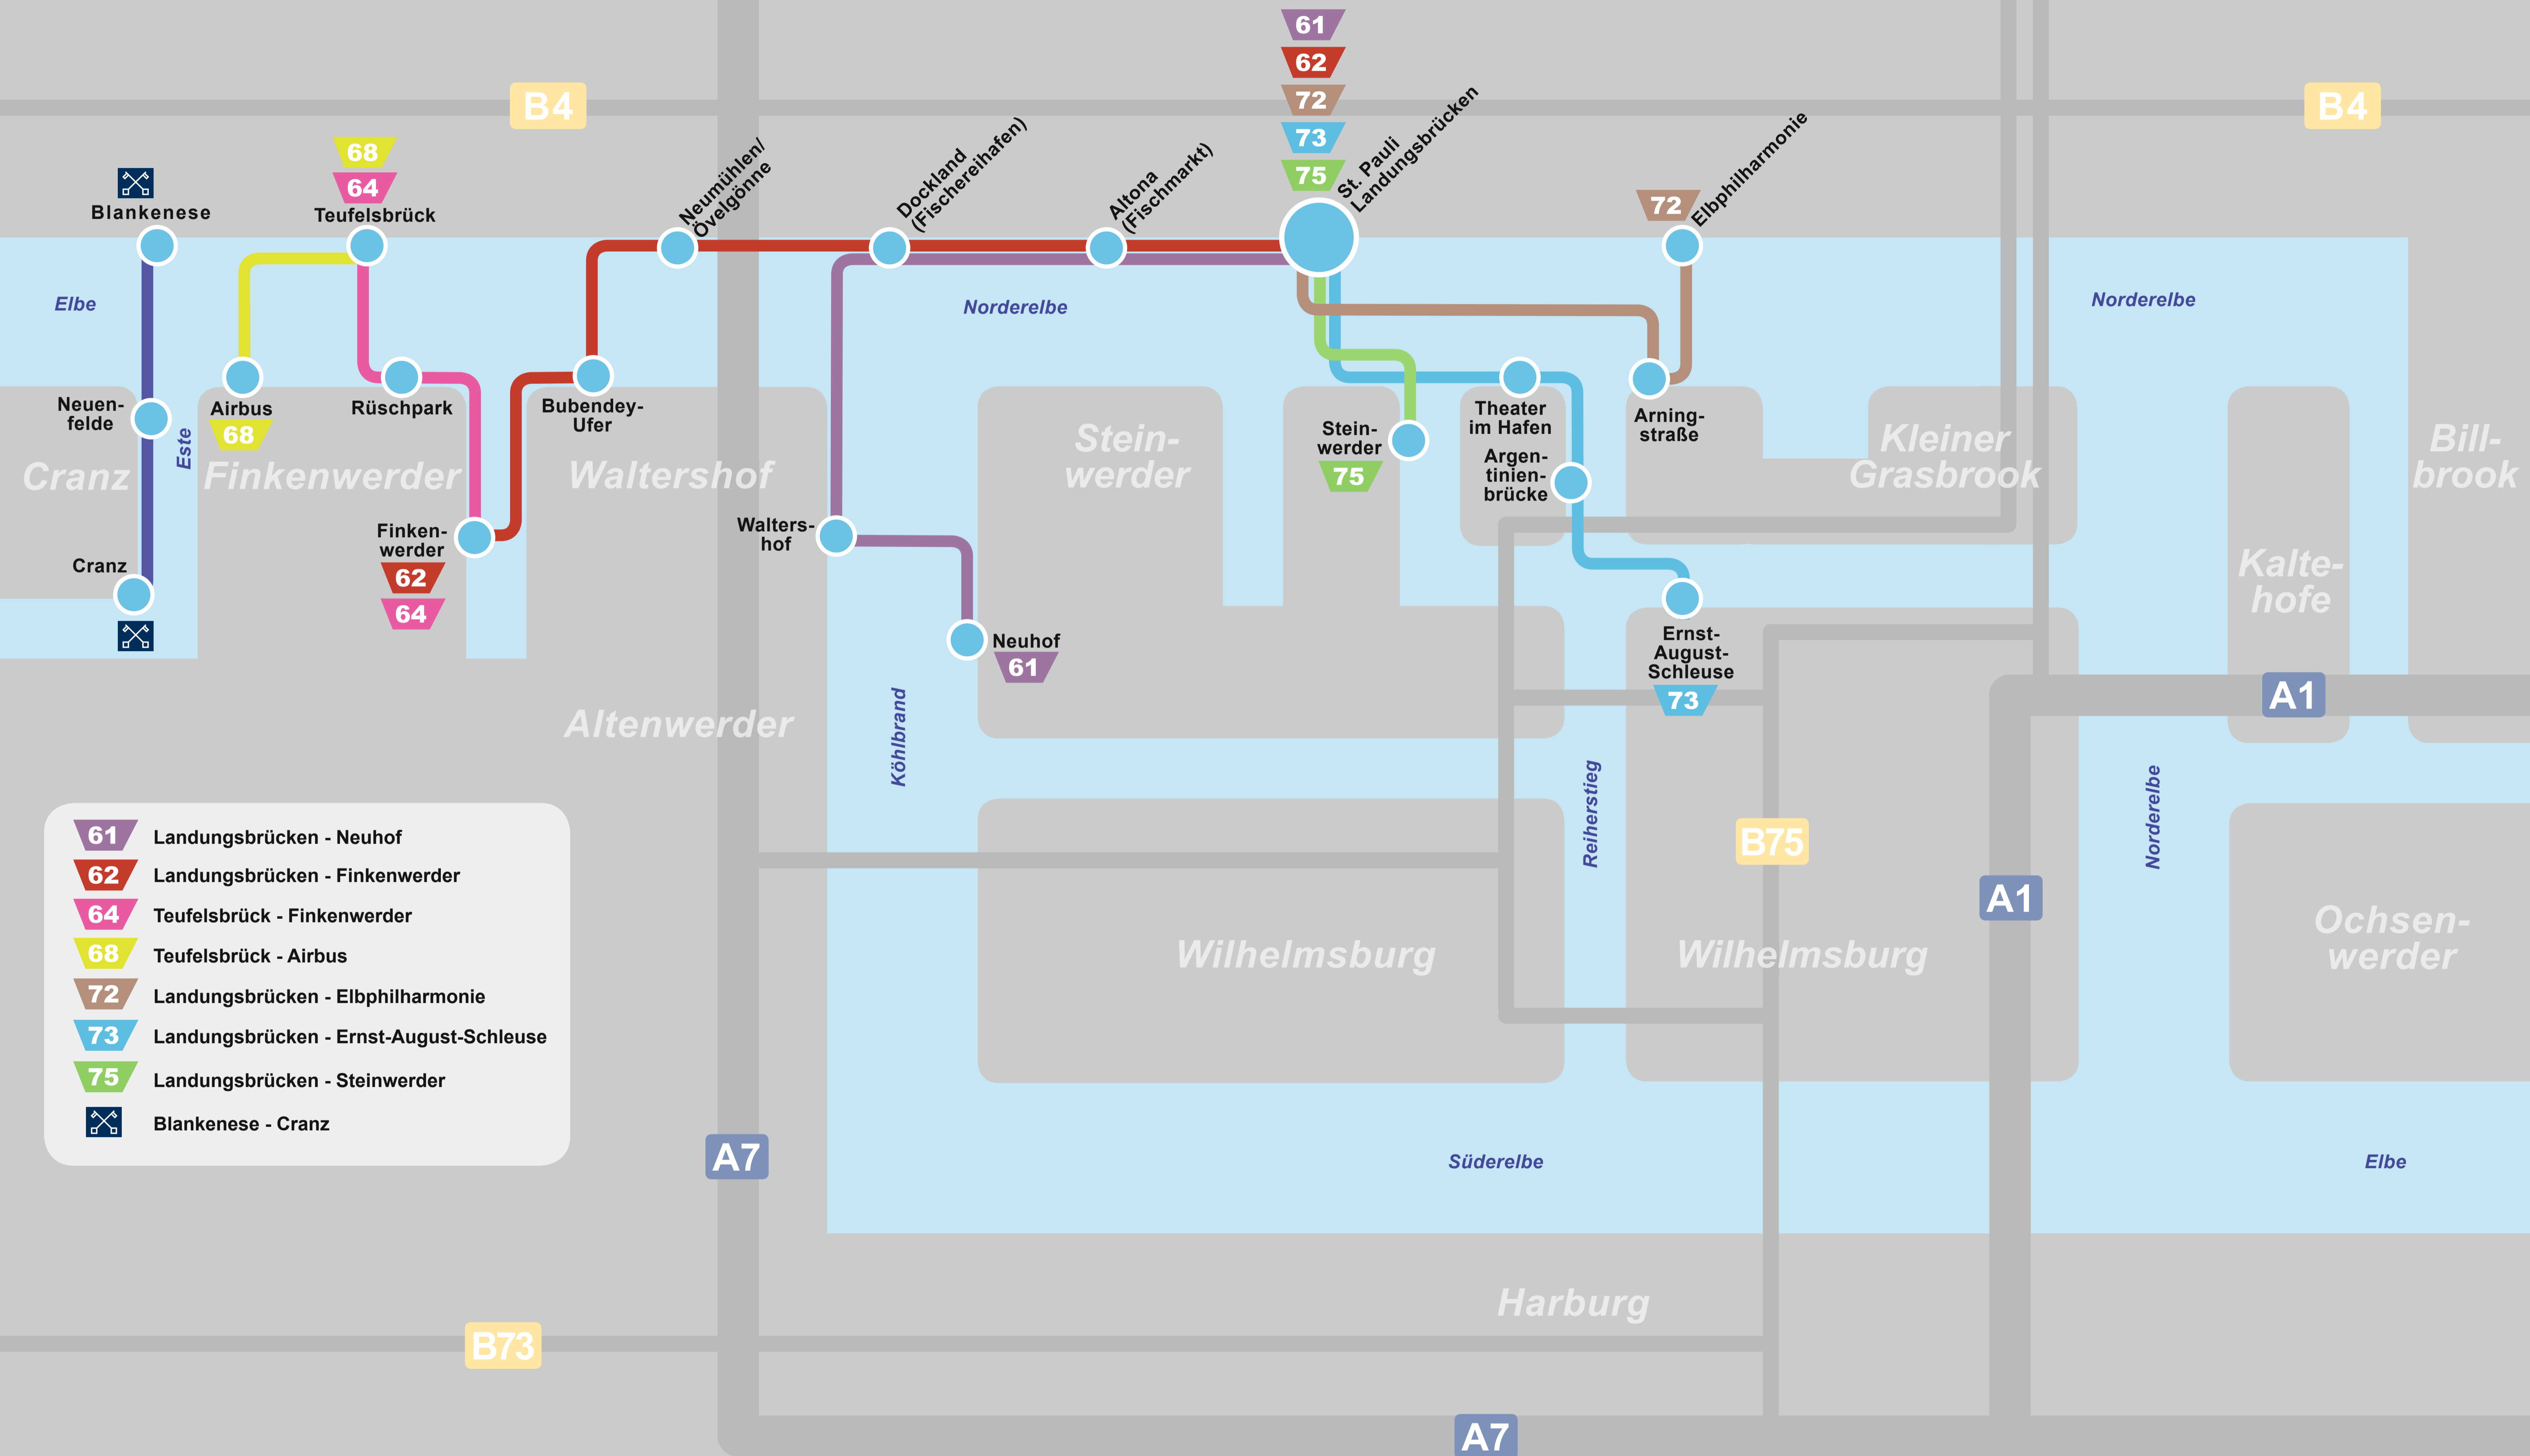 61
62
72
73
75
B4
B4
68
64
Blankenese
Teufelsbrück
Neumühlen/
Övelgönne
Dockland
(Fischereihafen)
Altona
(Fischmarkt)
St. Pauli
Landungsbrücken
72
Elbphilharmonie
Elbe
Norderelbe
Norderelbe
Neuen-
felde
Este
Airbus
68
Rüschpark
Bubendey-
Ufer
Cranz
Finkenwerder
Waltershof
Stein-
werder
Stein-
werder
75
Theater
im Hafen
Argen-
tinien-
brücke
Arning-
straße
Kleiner
Grasbrook
Bill-
brook
Cranz
Finken-
werder
62
64
Walters-
hof
Neuhof
61
Kalte-
hofe
Ernst-
August-
Schleuse
73
A1
Altenwerder
Köhlbrand
Reiherstieg
Norderelbe
B75
A1
61 Landungsbrücken - Neuhof
62 Landungsbrücken - Finkenwerder
64 Teufelsbrück - Finkenwerder
68 Teufelsbrück - Airbus
72 Landungsbrücken - Elbphilharmonie
73 Landungsbrücken - Ernst-August-Schleuse
75 Landungsbrücken - Steinwerder
Blankenese - Cranz
Wilhelmsburg
Wilhelmsburg
Ochsen-
werder
A7
Süderelbe
Elbe
Harburg
B73
A7